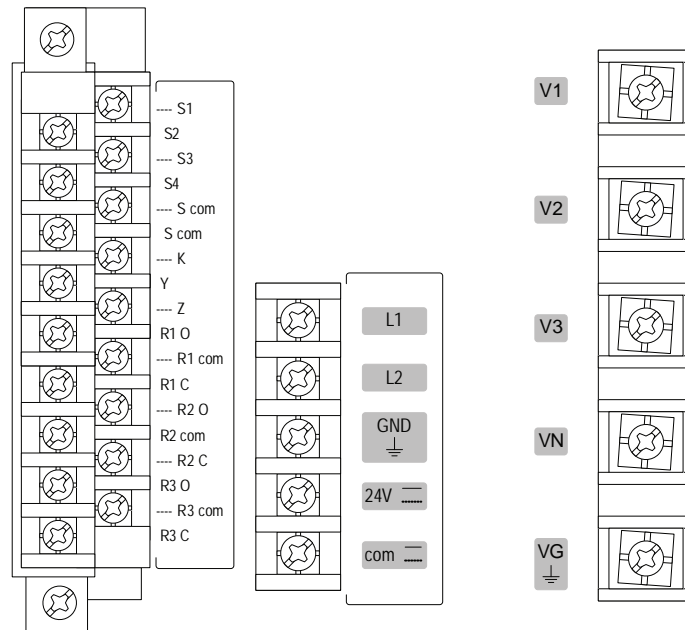 ---- S1
S2
---- S3
S4
---- S com
S com
---- K
Y
---- Z
R1 O
---- R1 com
R1 C
---- R2 O
R2 com
---- R2 C
R3 O
---- R3 com
R3 C
L1
L2
GND
24V
com
V1
V2
V3
VN
VG